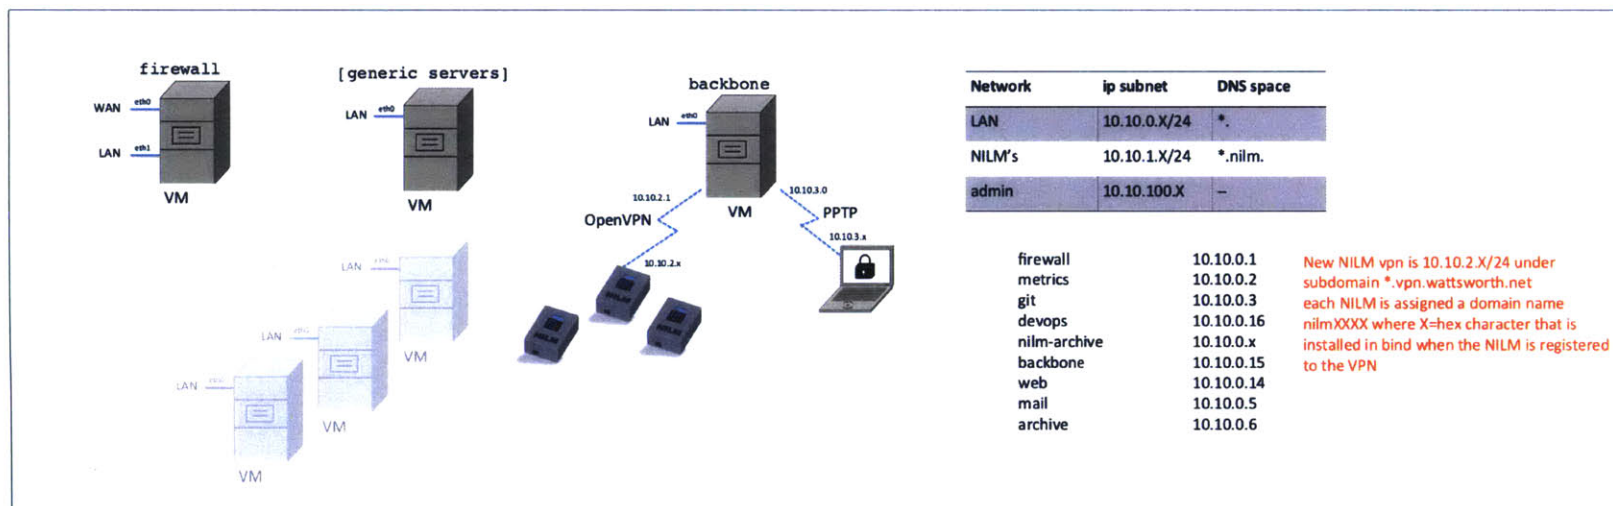 firewall
WAN eth0
LAN eth1
VM
[generic servers]
LAN eth0
VM
backbone
LAN eth0
VM
10.10.2.1
OpenVPN
10.10.2.x
10.10.3.0
PPTP
10.10.3.x
NILM
NILM
NILM
LAN
VM
LAN
VM
LAN
VM
Network ip subnet DNS space
LAN 10.10.0.X/24 *.
NILM's 10.10.1.X/24 *.nilm.
admin 10.10.100.X –
firewall 10.10.0.1
metrics 10.10.0.2
git 10.10.0.3
devops 10.10.0.16
nilm-archive 10.10.0.x
backbone 10.10.0.15
web 10.10.0.14
mail 10.10.0.5
archive 10.10.0.6
New NILM vpn is 10.10.2.X/24 under
subdomain *.vpn.wattsworth.net
each NILM is assigned a domain name
nilmXXXX where X=hex character that is
installed in bind when the NILM is registered
to the VPN